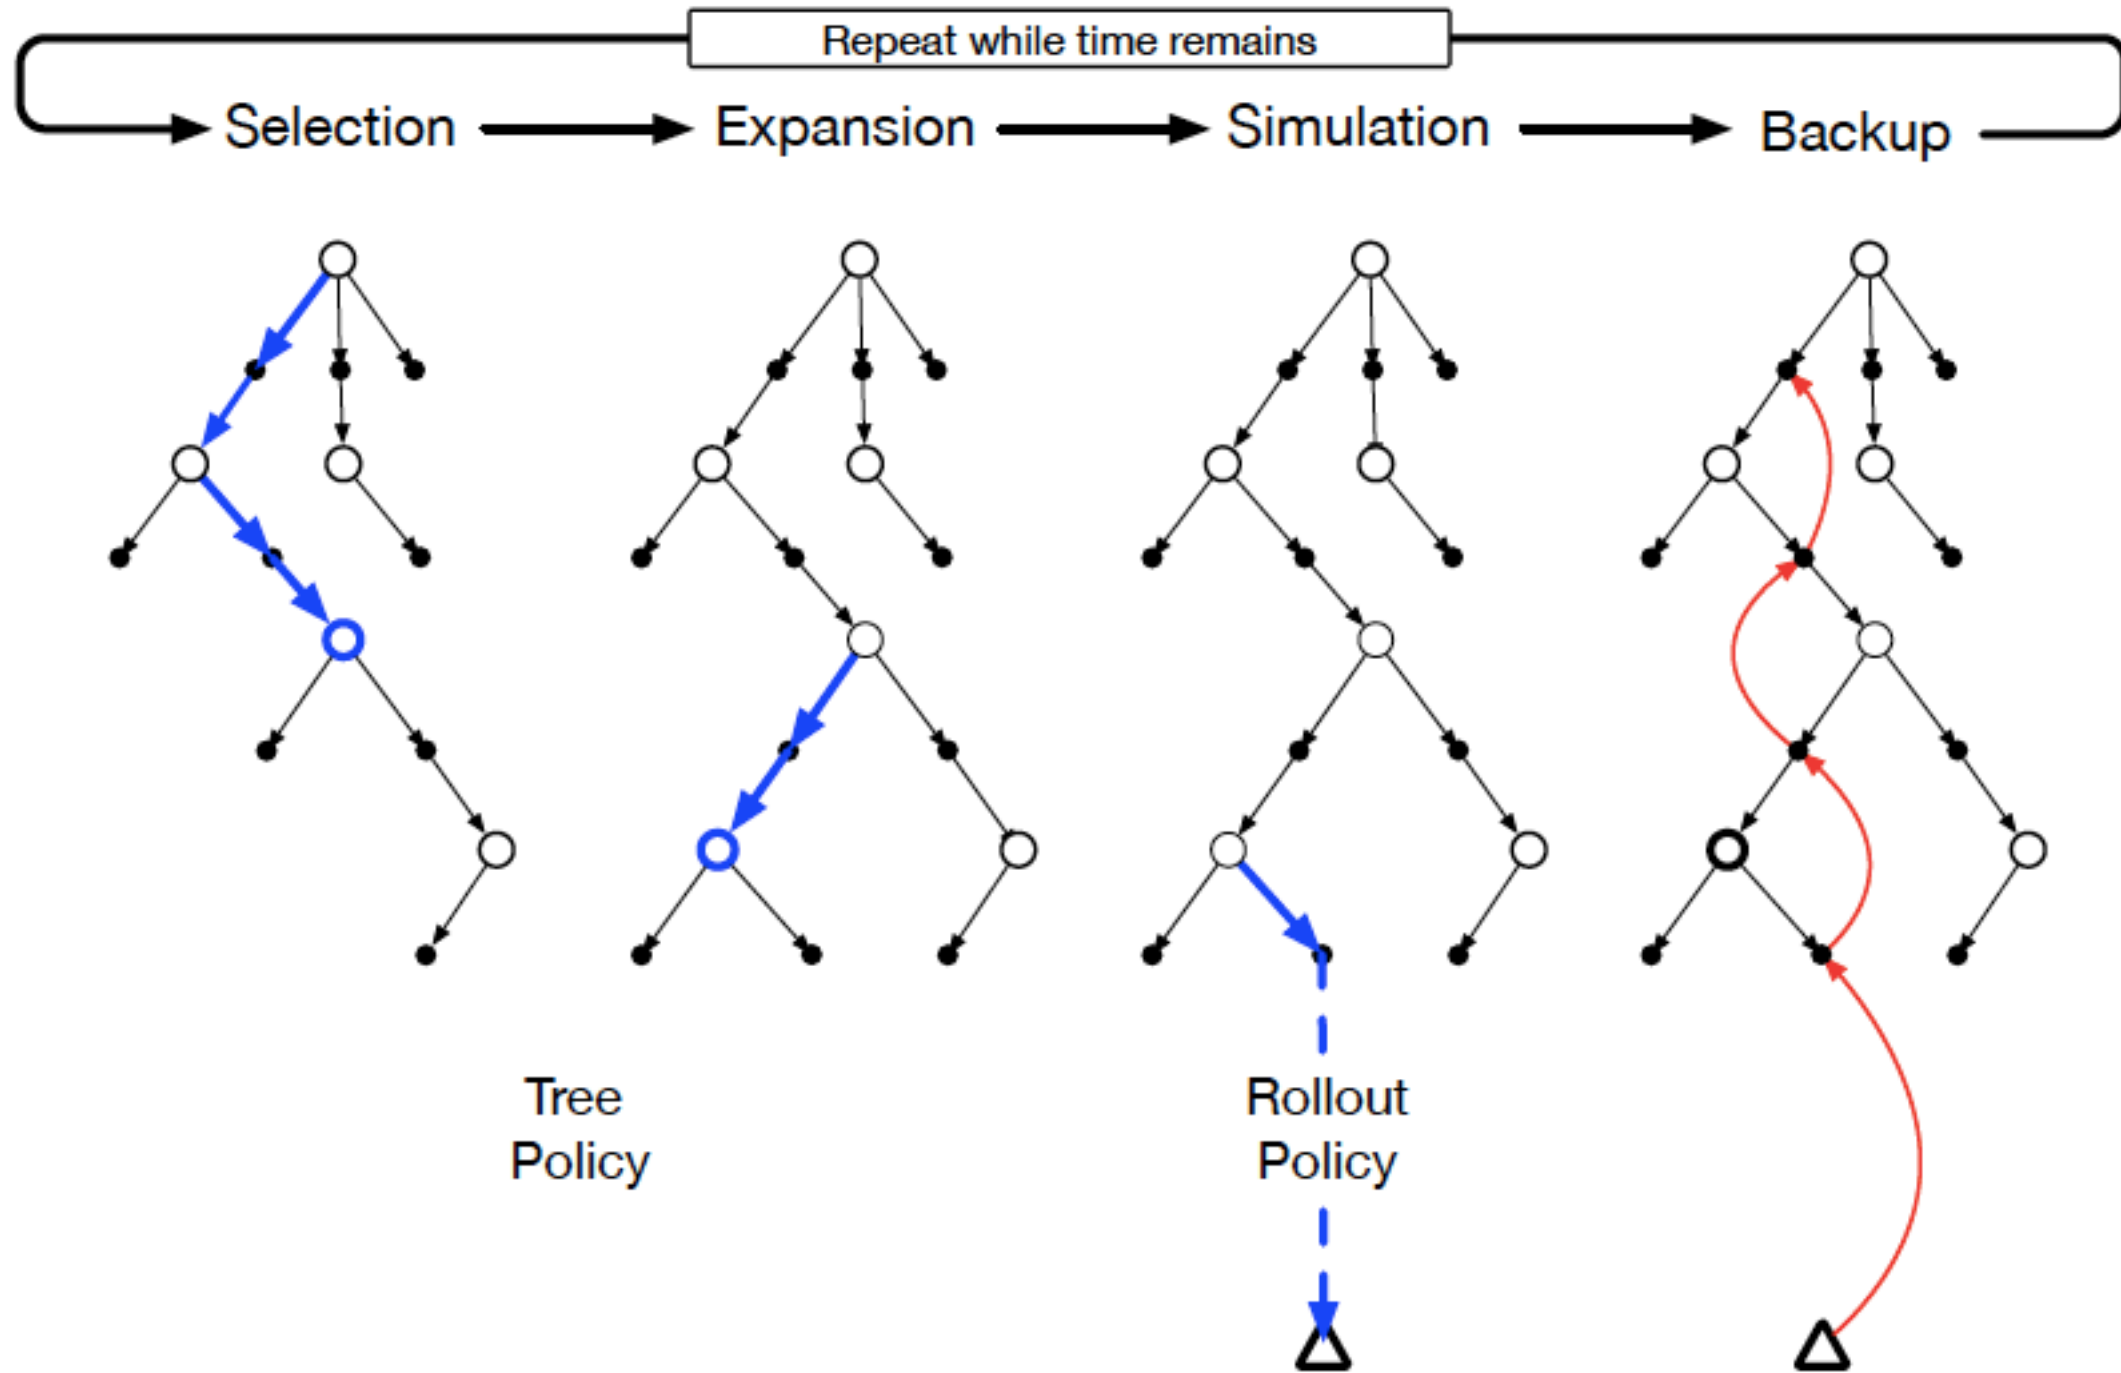 Repeat while time remains
Selection
Expansion
Simulation
Backup
Tree
Policy
Rollout
Policy